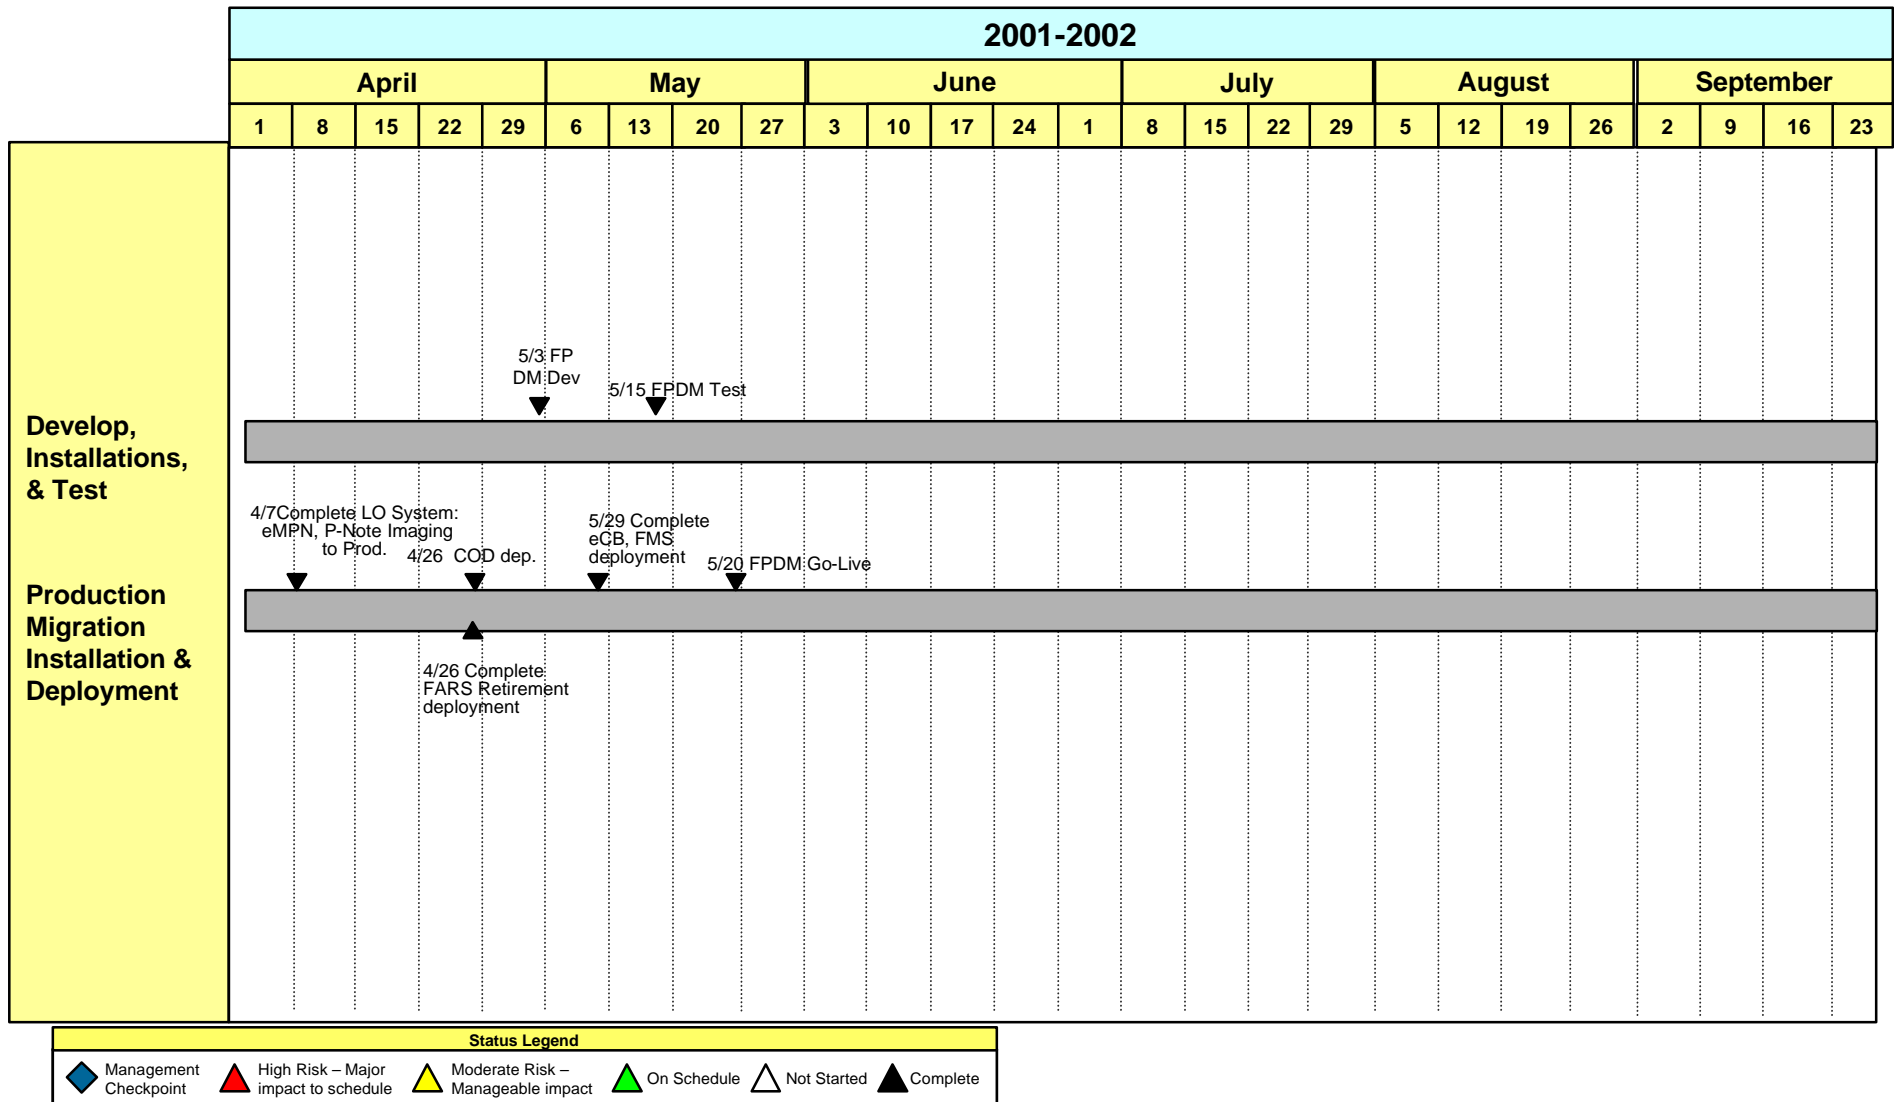 2001-2002
April May June July August September
1 8 15 22 29 6 13 20 27 3 10 17 24 1 8 15 22 29 5 12 19 26 2 9 16 23
5/3 FP
DM Dev
5/15 FPDM Test
Develop,
Installations,
& Test
4/7Complete LO System:
eMPN, P-Note Imaging
to Prod.
4/26 COD dep.
5/29 Complete
eCB, FMS
deployment
5/20 FPDM Go-Live
Production
Migration
Installation &
Deployment
4/26 Complete
FARS Retirement
deployment
Status Legend
Management
Checkpoint
High Risk – Major
impact to schedule
Moderate Risk –
Manageable impact
On Schedule
Not Started
Complete